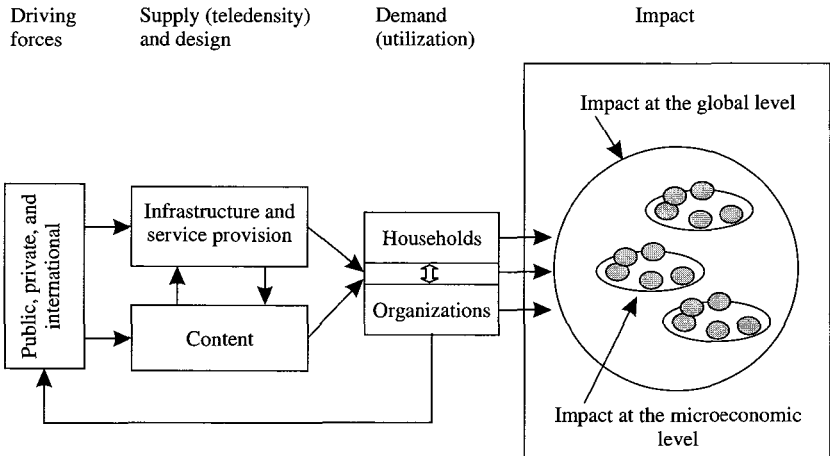 Driving
forces
Supply (teledensity)
and design
Demand
(utilization)
Impact
Impact at the global level
Public, private, and
international
Infrastructure and
service provision
Content
Households
Organizations
Impact at the microeconomic
level